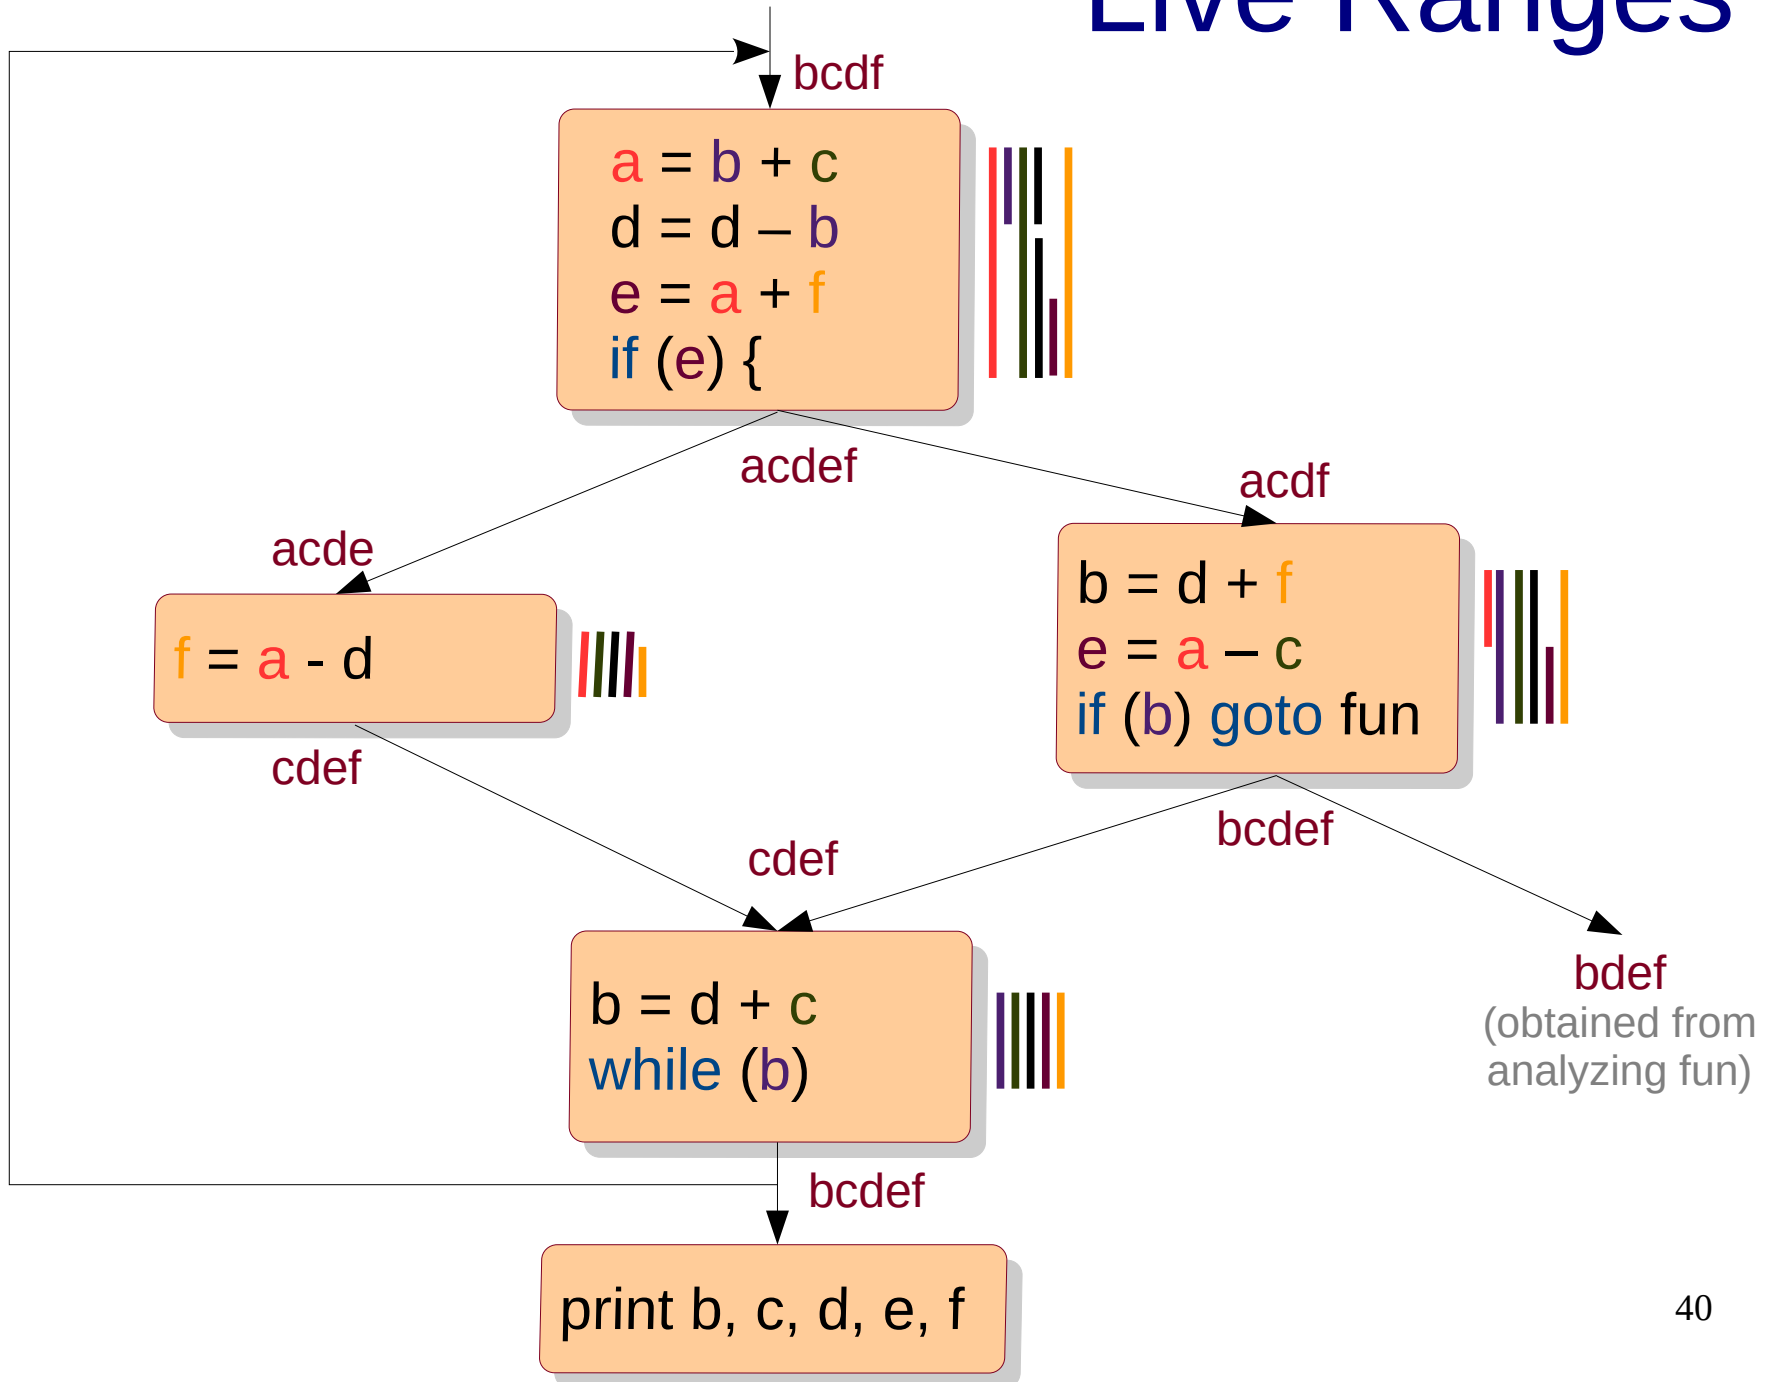 Live Ranges
bcdf
a = b + c
d = d – b
e = a + f
if (e) {
acdef
acdf
acde
f = a - d
b = d + f
e = a – c
if (b) goto fun
cdef
bcdef
cdef
b = d + c
while (b)
bdef
(obtained from
analyzing fun)
bcdef
print b, c, d, e, f
40